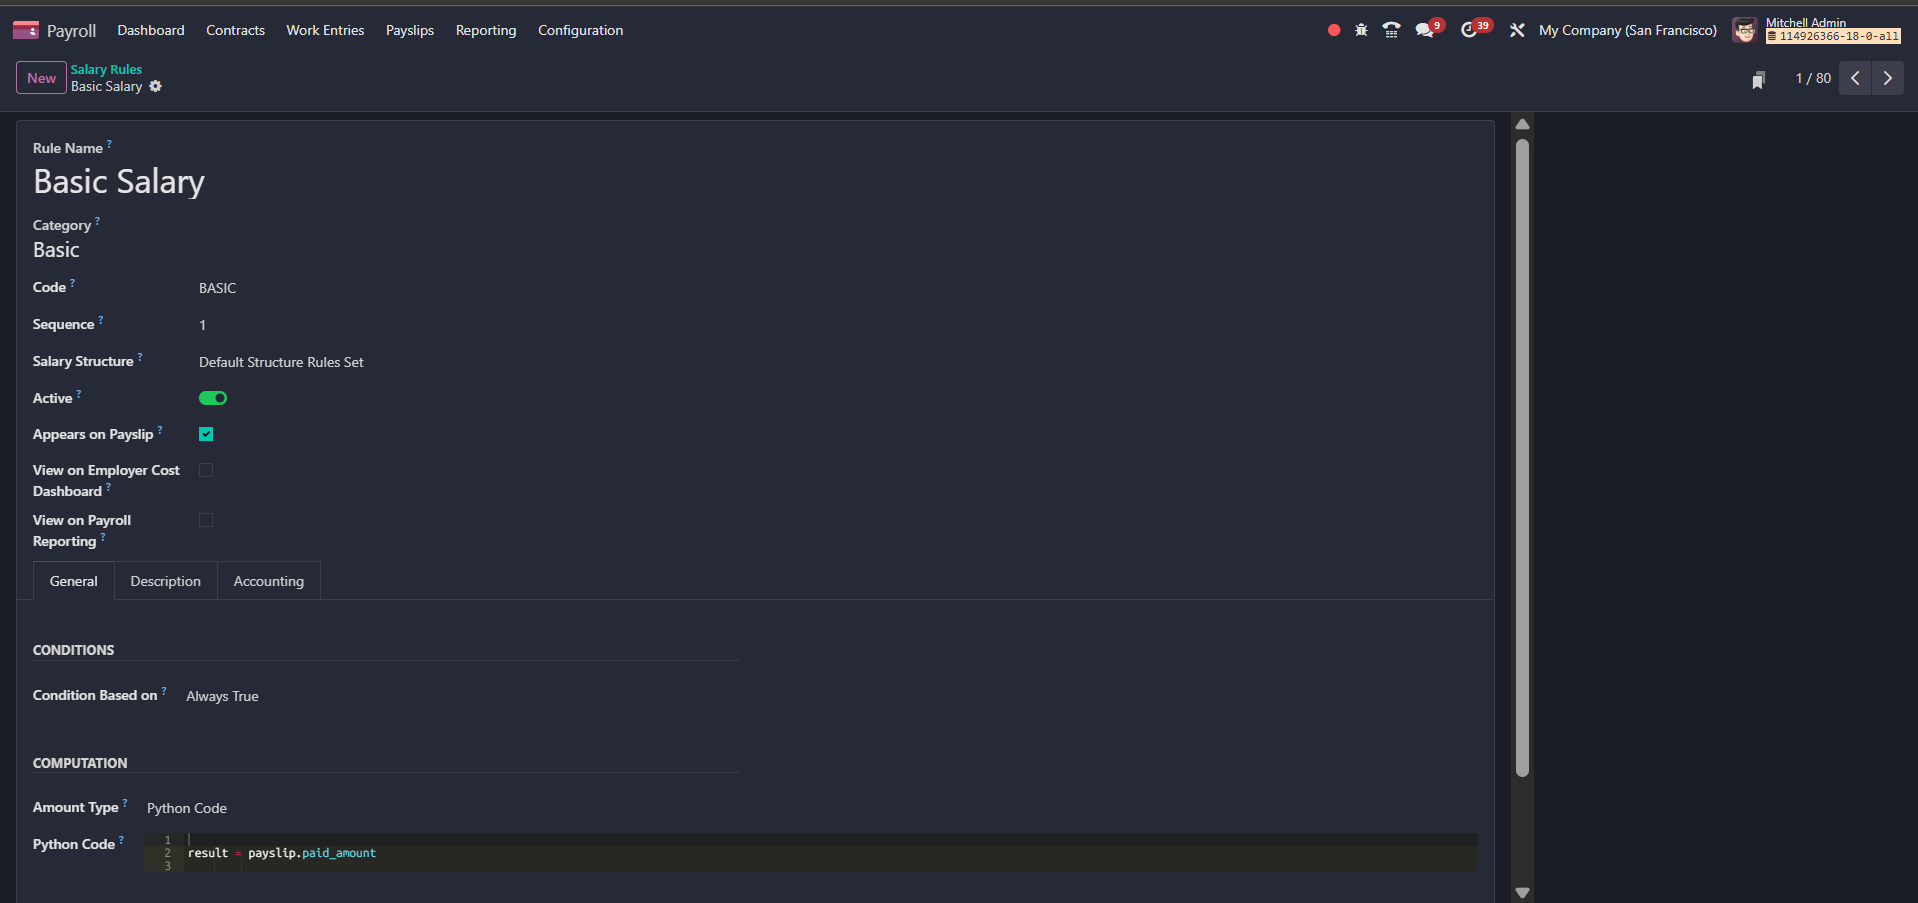 Payroll Dashboard Contracts Work Entries Payslips Reporting Configuration 9 39 My Company (San Francisco) Mitchell Admin
114926366-18-0-all
New Salary Rules
Basic Salary
1 / 80
Rule Name ?
Basic Salary
Category ?
Basic
Code ? BASIC
Sequence ? 1
Salary Structure ? Default Structure Rules Set
Active ?
Appears on Payslip ?
View on Employer Cost
Dashboard ?
View on Payroll
Reporting ?
General Description Accounting
CONDITIONS
Condition Based on ? Always True
COMPUTATION
Amount Type ? Python Code
Python Code ? 1
2 result = payslip.paid_amount
3